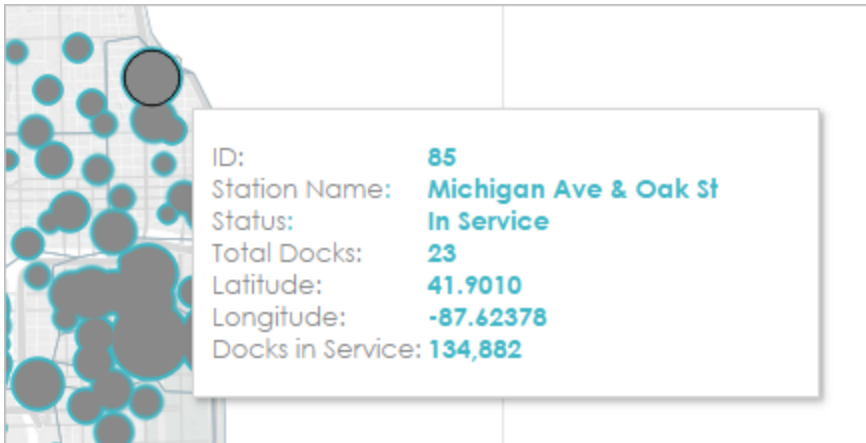 ID: 85
Station Name: Michigan Ave & Oak St
Status: In Service
Total Docks: 23
Latitude: 41.9010
Longitude: -87.62378
Docks in Service: 134,882